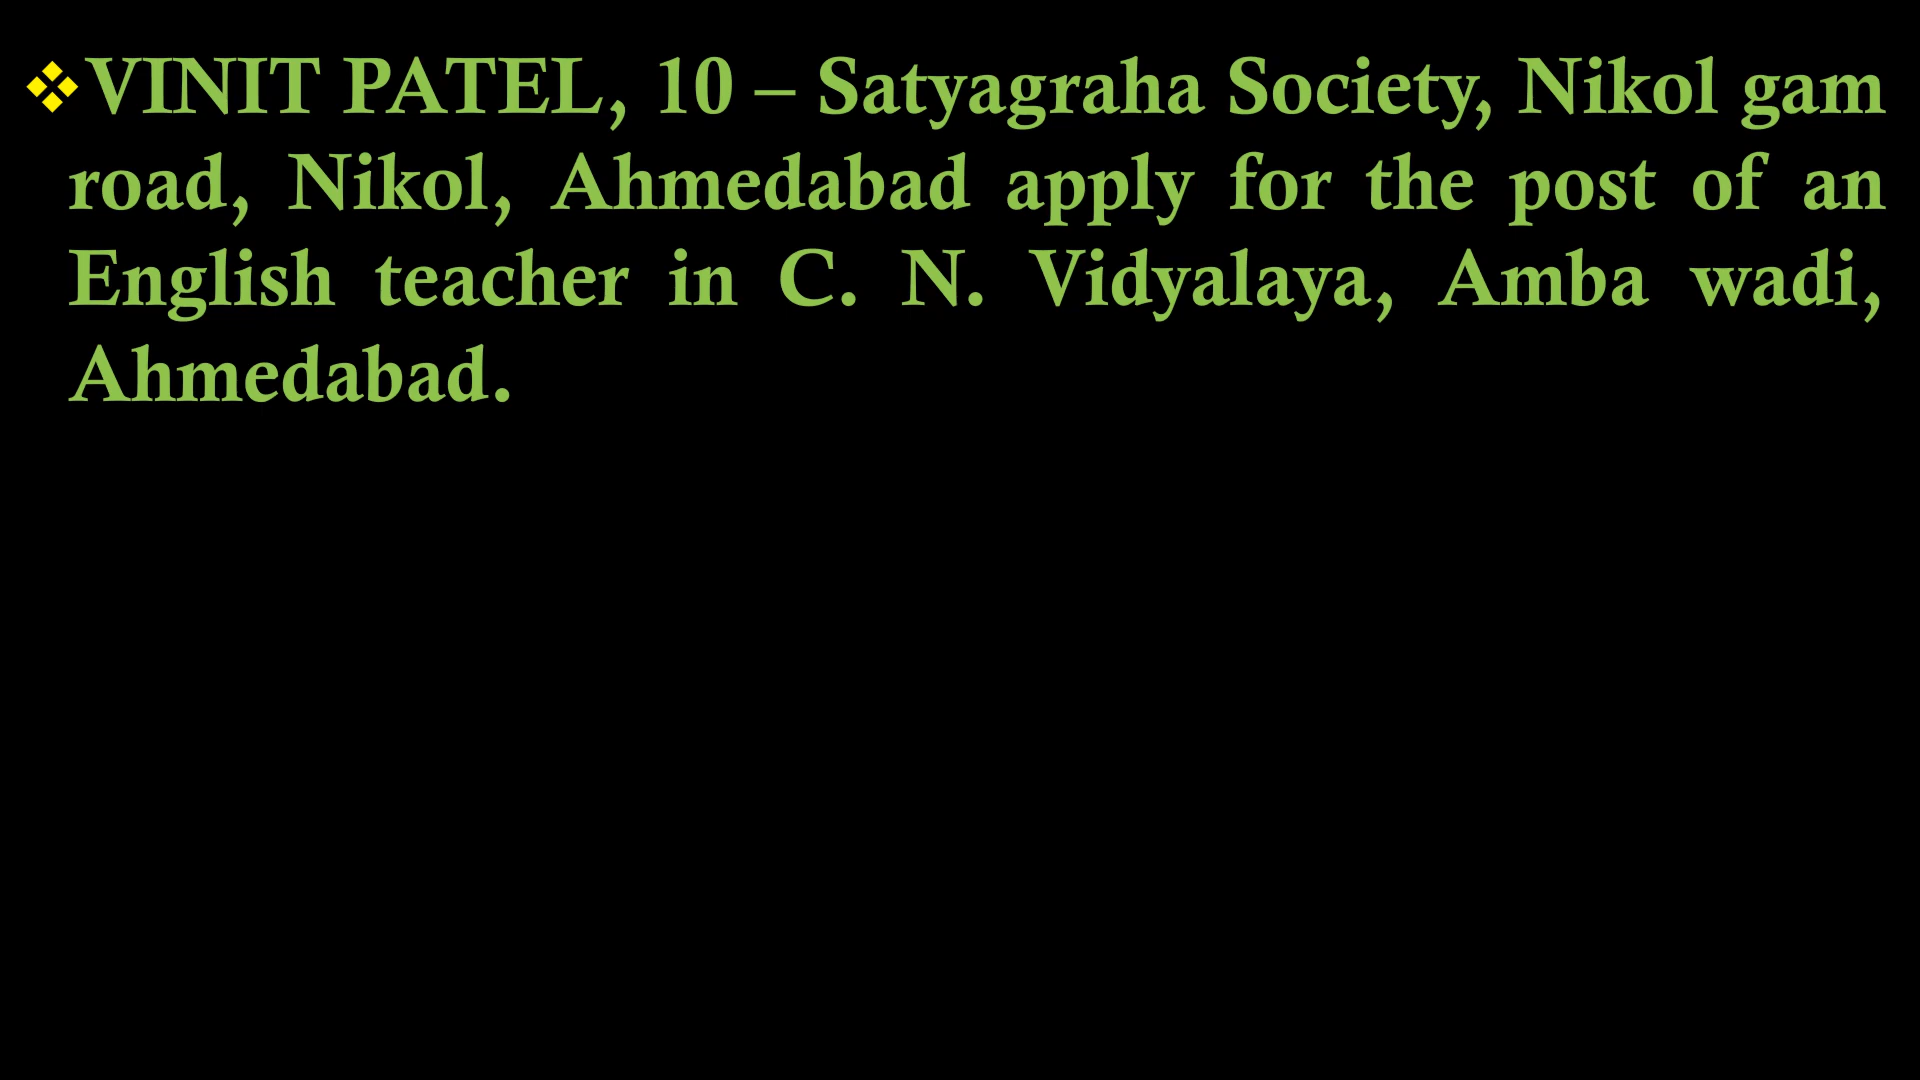 ❖VINIT PATEL, 10 – Satyagraha Society, Nikol gam
road, Nikol, Ahmedabad apply for the post of an
English teacher in C. N. Vidyalaya, Amba wadi,
Ahmedabad.